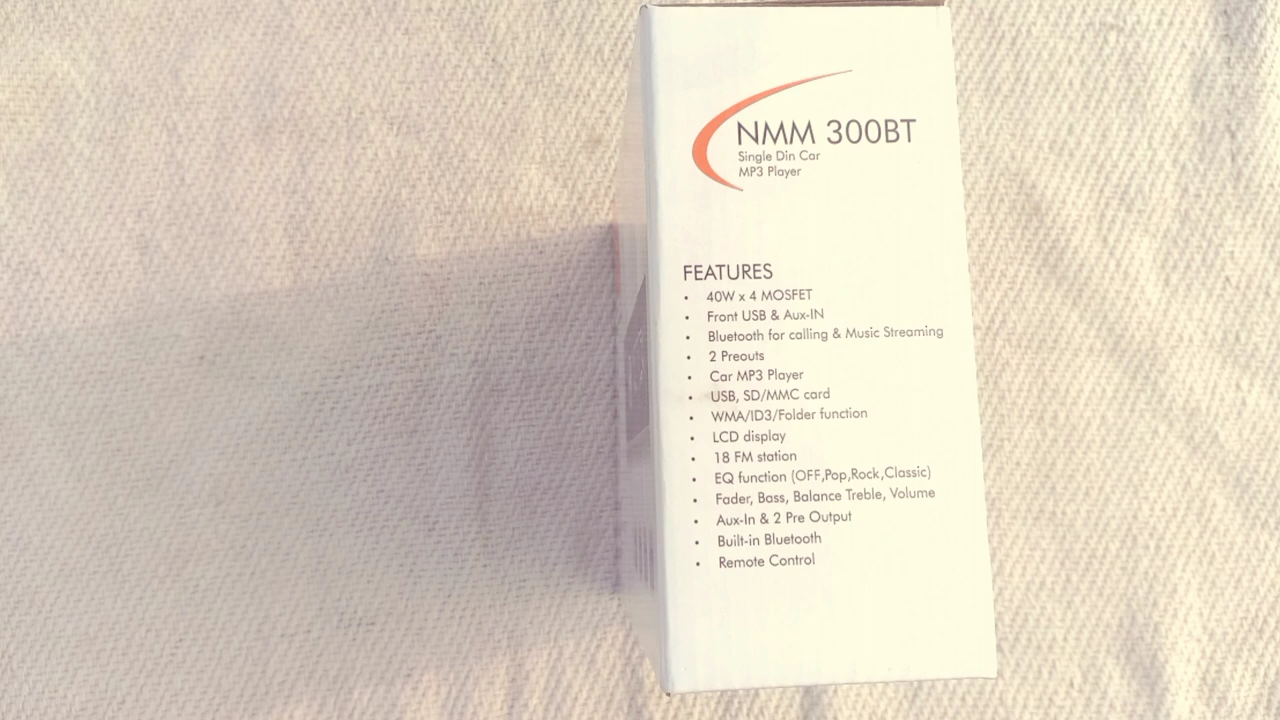 NMM 300BT
Single Din Car
MP3 Player
FEATURES
• 40W x 4 MOSFET
• Front USB & Aux-IN
• Bluetooth for calling & Music Streaming
• 2 Preouts
• Car MP3 Player
• USB, SD/MMC card
• WMA/ID3/Folder function
• LCD display
• 18 FM station
• EQ function (OFF,Pop,Rock,Classic)
• Fader, Bass, Balance Treble, Volume
• Aux-In & 2 Pre Output
• Built-in Bluetooth
• Remote Control